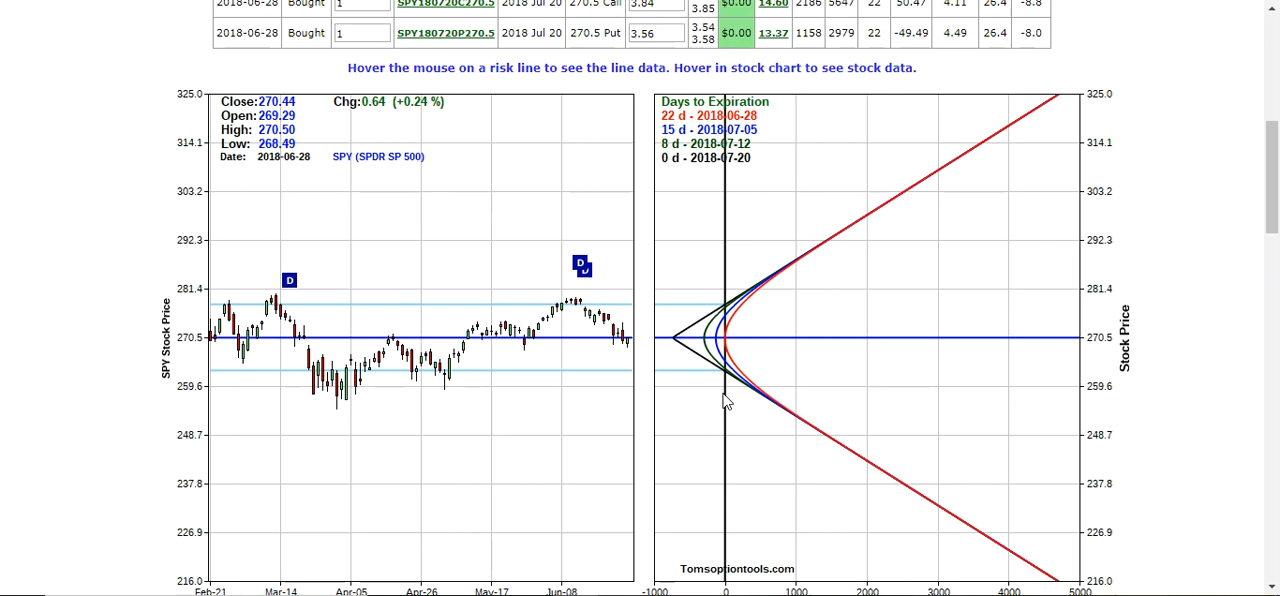 2018-06-28 Bought 1 SPY180720C270.5 2018 Jul 20 270.5 Call 3.84 3.85 $0.00 14.60 2186 5647 22 50.47 4.11 26.4 -8.8
2018-06-28 Bought 1 SPY180720P270.5 2018 Jul 20 270.5 Put 3.56 3.54 3.58 $0.00 13.37 1158 2979 22 -49.49 4.49 26.4 -8.0
Hover the mouse on a risk line to see the line data. Hover in stock chart to see stock data.
325.0 Close:270.44 Chg:0.64 (+0.24 %)
Open:269.29
High: 270.50
Low: 268.49
Date: 2018-06-28 SPY (SPDR SP 500)
314.1
303.2
292.3
281.4
270.5
259.6
248.7
237.8
226.9
216.0
SPY Stock Price
D
D
D
Feb-21 Mar-14 Apr-05 Apr-26 May-17 Jun-08
Days to Expiration
22 d - 2018-06-28
15 d - 2018-07-05
8 d - 2018-07-12
0 d - 2018-07-20
325.0
314.1
303.2
292.3
281.4
270.5
259.6
248.7
237.8
226.9
216.0
Stock Price
Tomsoptiontools.com
-1000 0 1000 2000 3000 4000 5000